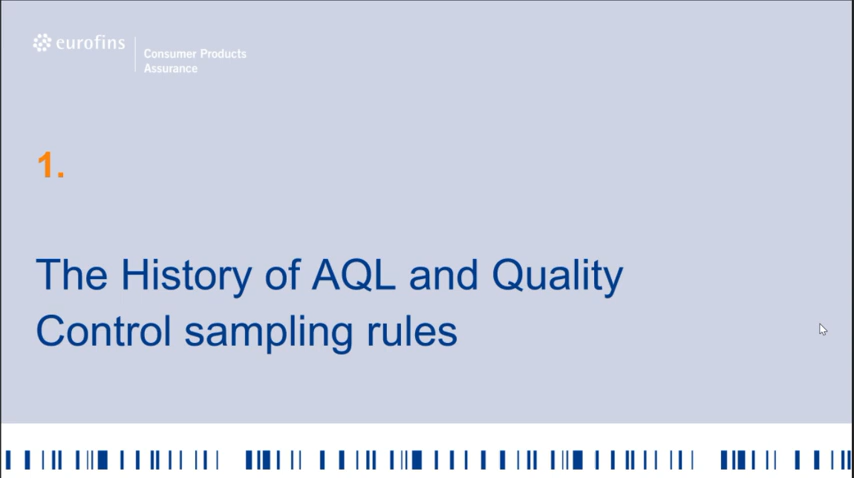 eurofins
Consumer Products
Assurance
1.
The History of AQL and Quality
Control sampling rules